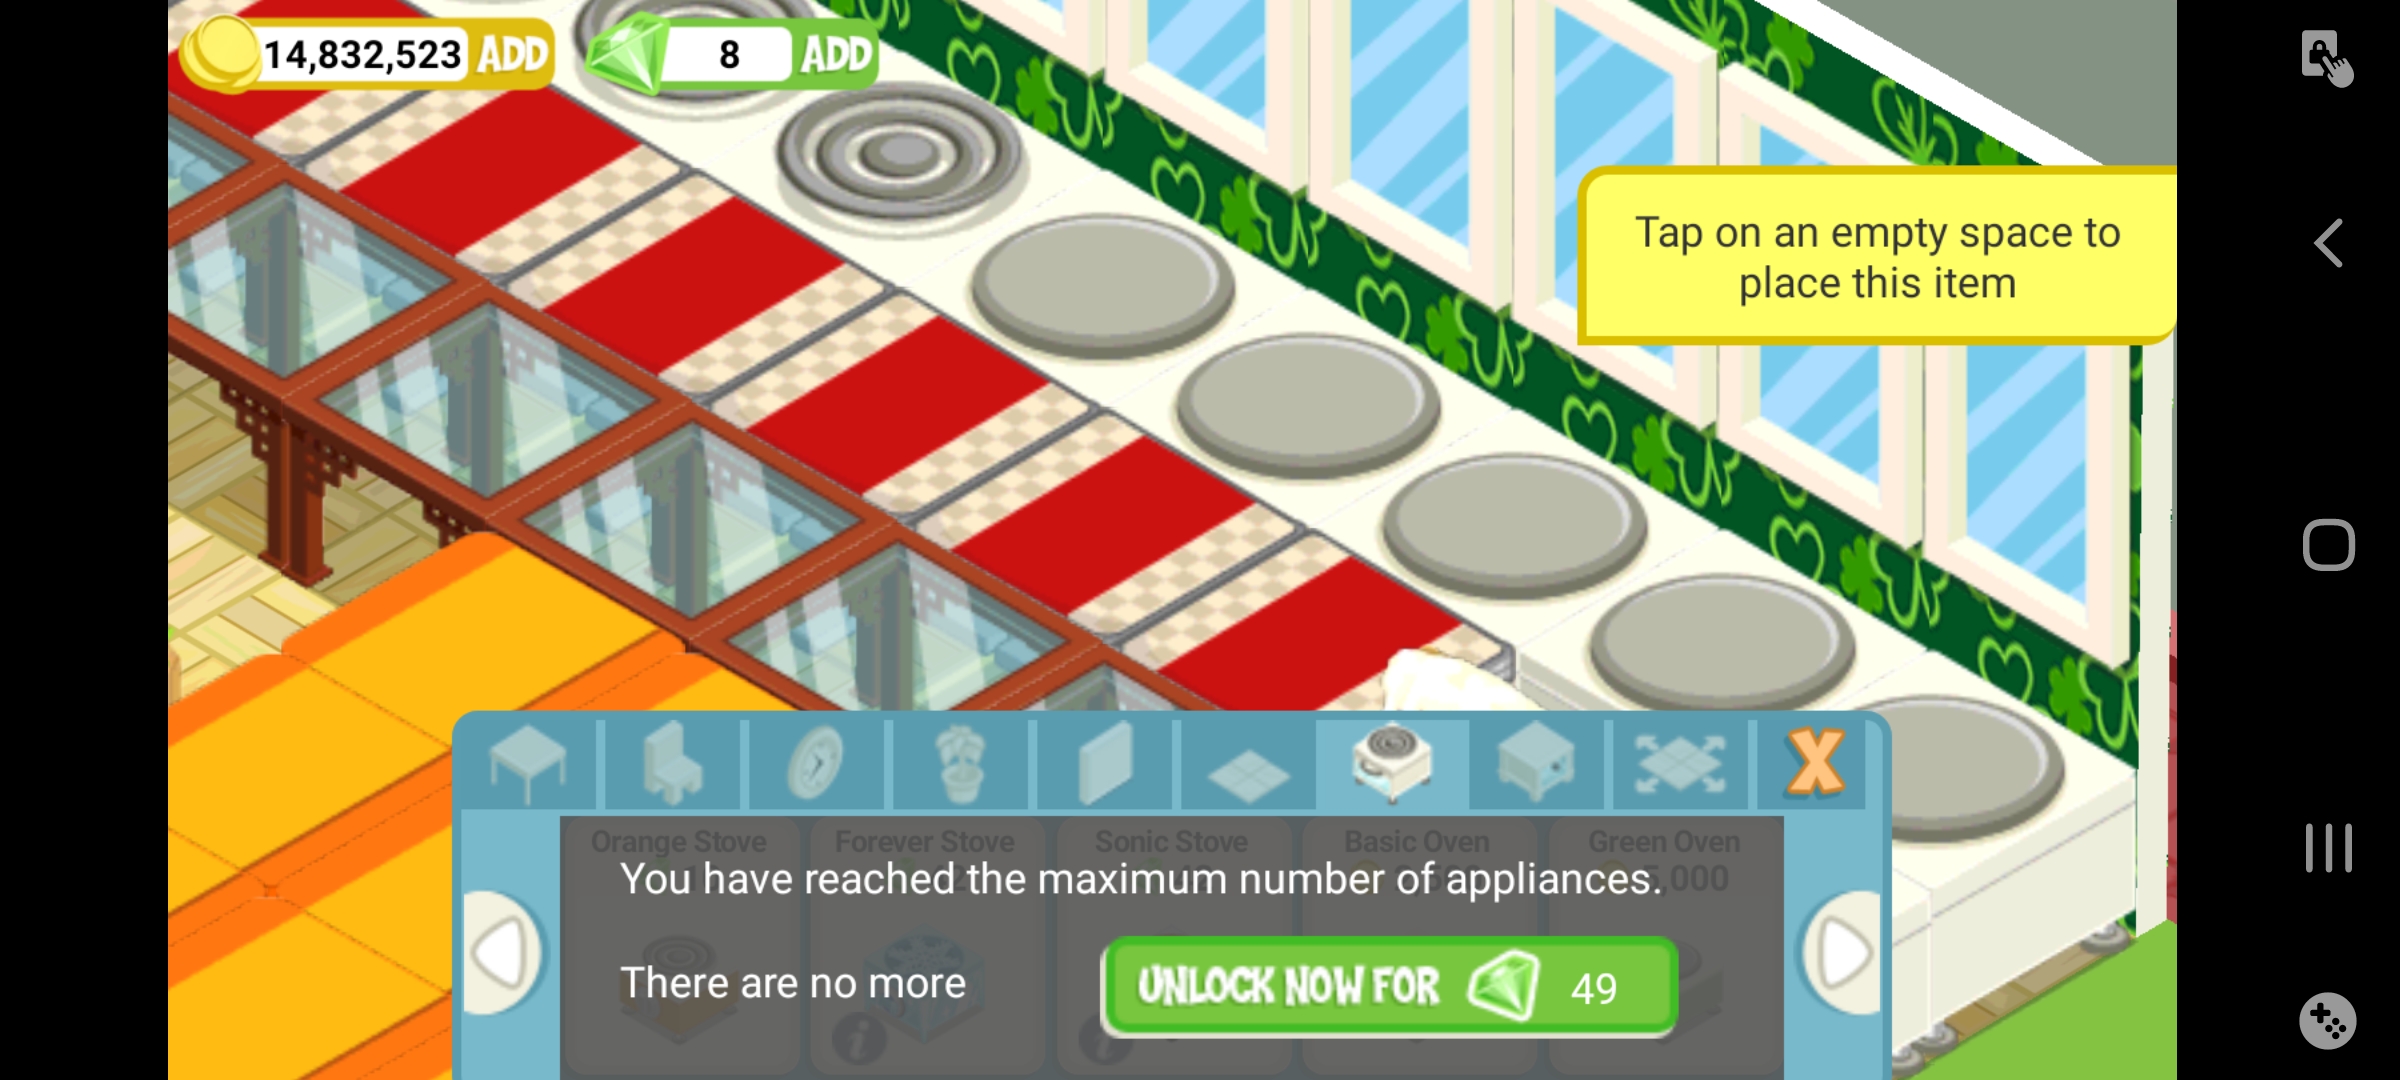 14,832,523 ADD
8 ADD
Tap on an empty space to
place this item
Orange Stove
Forever Stove
Sonic Stove
Basic Oven
Green Oven
You have reached the maximum number of appliances.
There are no more
UNLOCK NOW FOR 49